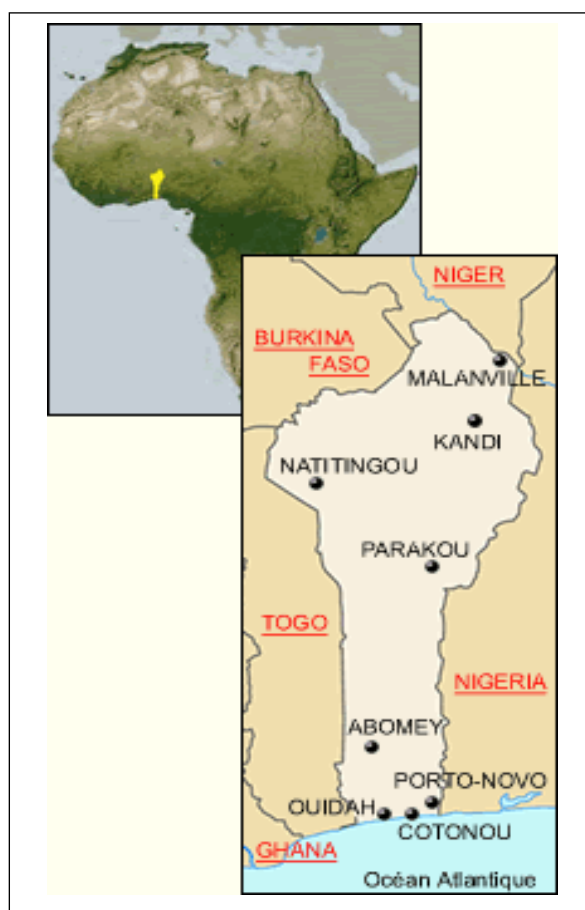 NIGER
BURKINA
FASO
MALANVILLE
KANDI
NATITINGOU
PARAKOU
TOGO
NIGERIA
ABOMEY
PORTO-NOVO
OUIDAH
COTONOU
GHANA
Océan Atlantique